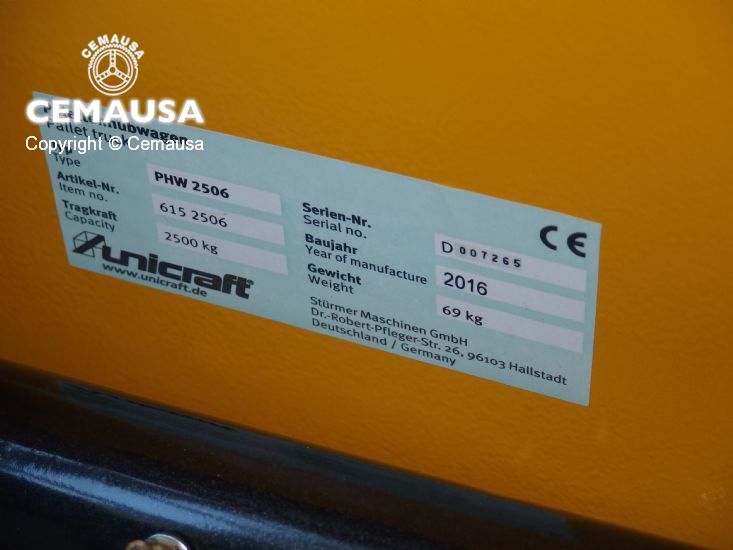 CEMAUSA
CEMAUSA
Copyright © Cemausa
Pallet truck
Type
PHW 2506
Artikel-Nr.
Item no.
615 2506
Tragkraft
Capacity
2500 kg
unicraft
www.unicraft.de
CE
Serien-Nr.
Serial no.
D 007265
Baujahr
Year of manufacture
2016
Gewicht
Weight
69 kg
Stürmer Maschinen GmbH
Dr.-Robert-Pfleger-Str. 26, 96103 Hallstadt
Deutschland / Germany